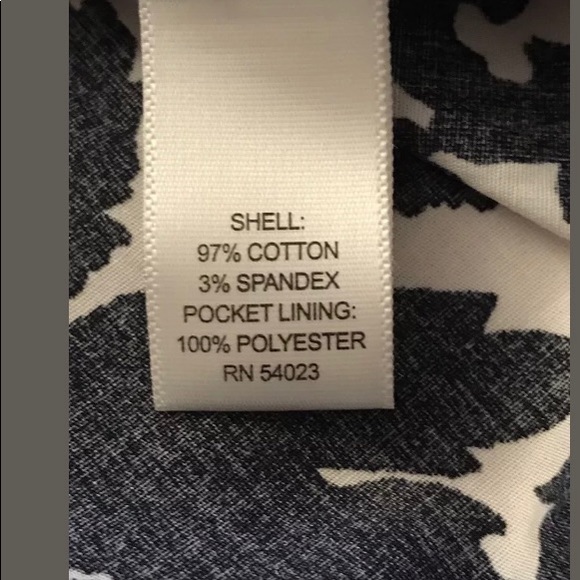 SHELL:
97% COTTON
3% SPANDEX
POCKET LINING:
100% POLYESTER
RN 54023